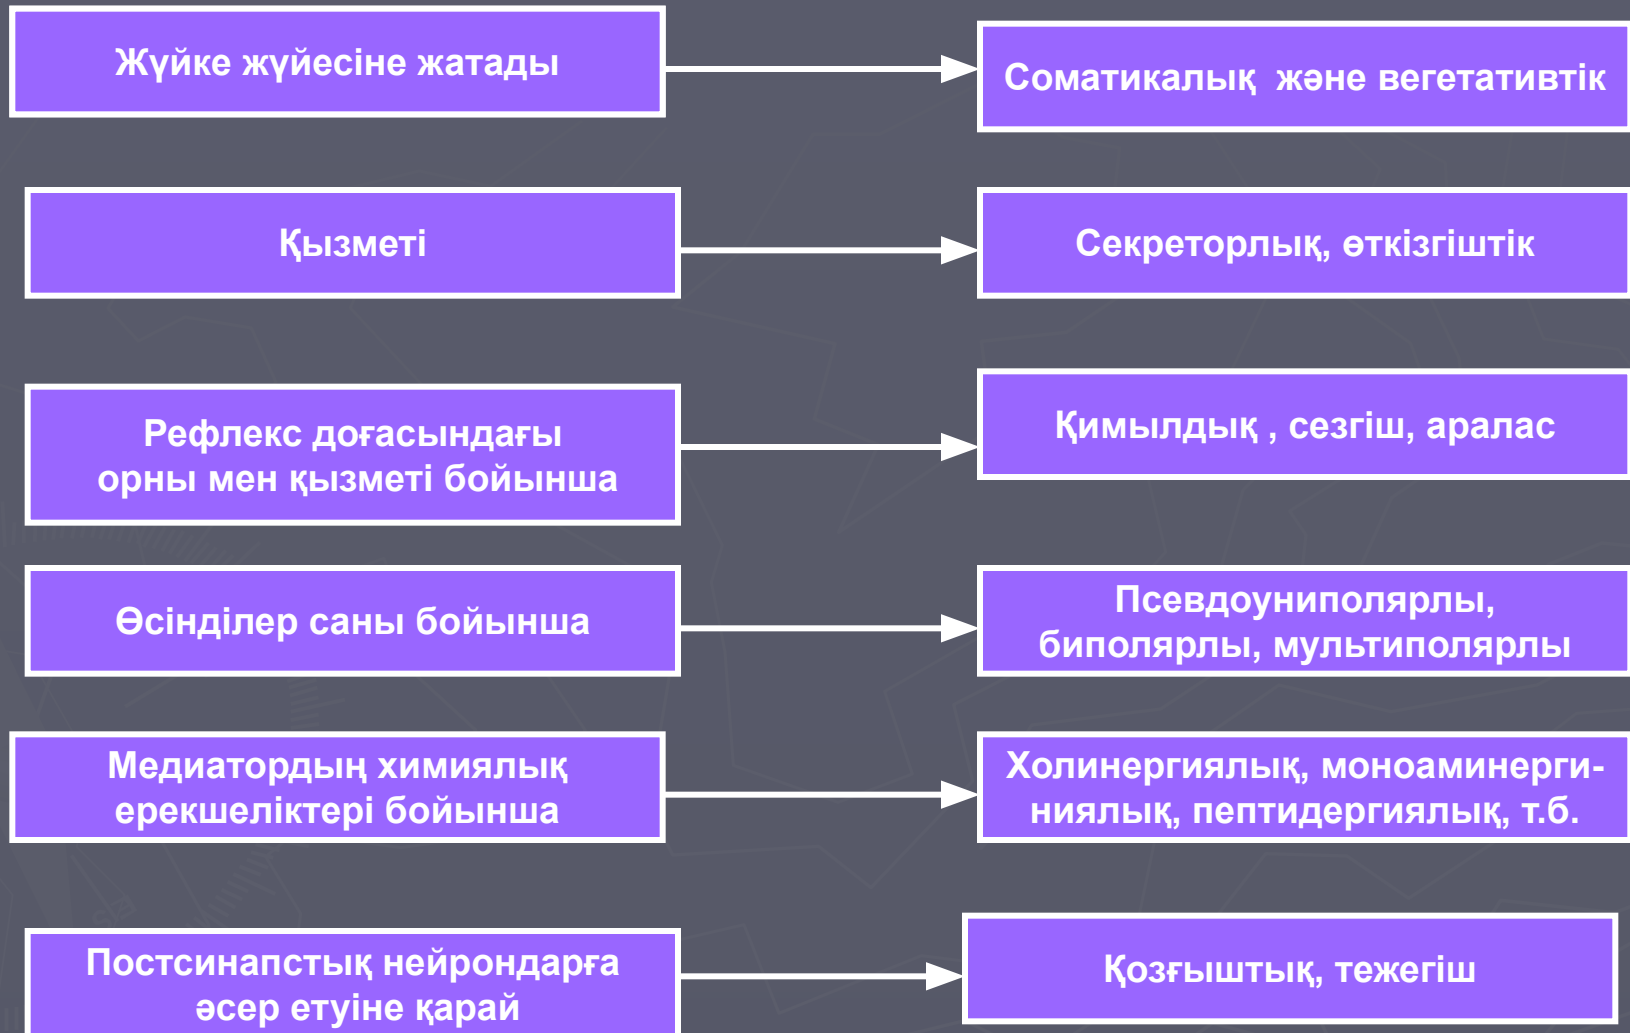 Жүйке жүйесіне жатады
Соматикалық және вегетативтік
Қызметі
Секреторлық, өткізгіштік
Рефлекс доғасындағы
орны мен қызметі бойынша
Қимылдық , сезгіш, аралас
Өсінділер саны бойынша
Псевдоуниполярлы,
биполярлы, мультиполярлы
Медиатордың химиялық
ерекшеліктері бойынша
Холинергиялық, моноаминерги-
ниялық, пептидергиялық, т.б.
Постсинапстық нейрондарға
әсер етуіне қарай
Қозғыштық, тежегіш